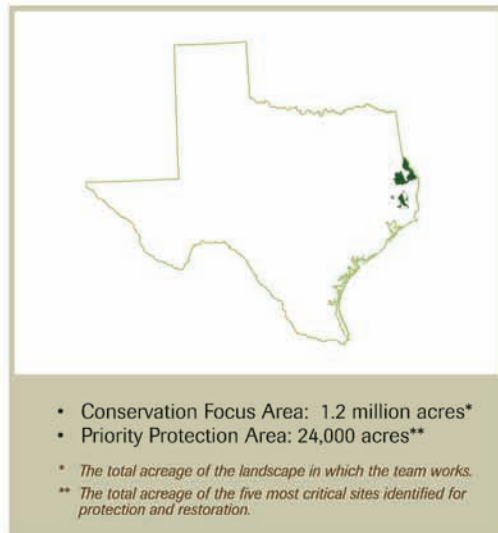 • Conservation Focus Area: 1.2 million acres*
• Priority Protection Area: 24,000 acres**
* The total acreage of the landscape in which the team works.
** The total acreage of the five most critical sites identified for
protection and restoration.